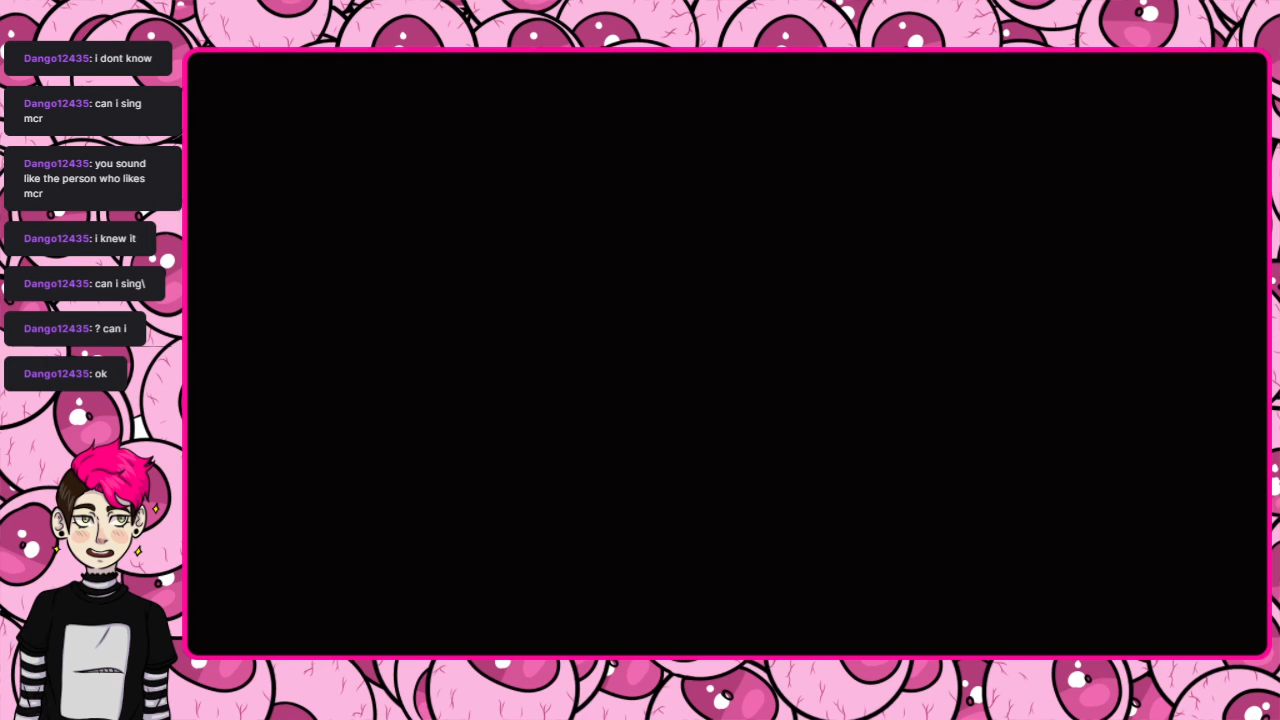 Dango12435: i dont know
Dango12435: can i sing
mcr
Dango12435: you sound
like the person who likes
mcr
Dango12435: i knew it
Dango12435: can i sing\
Dango12435: ? can i
Dango12435: ok